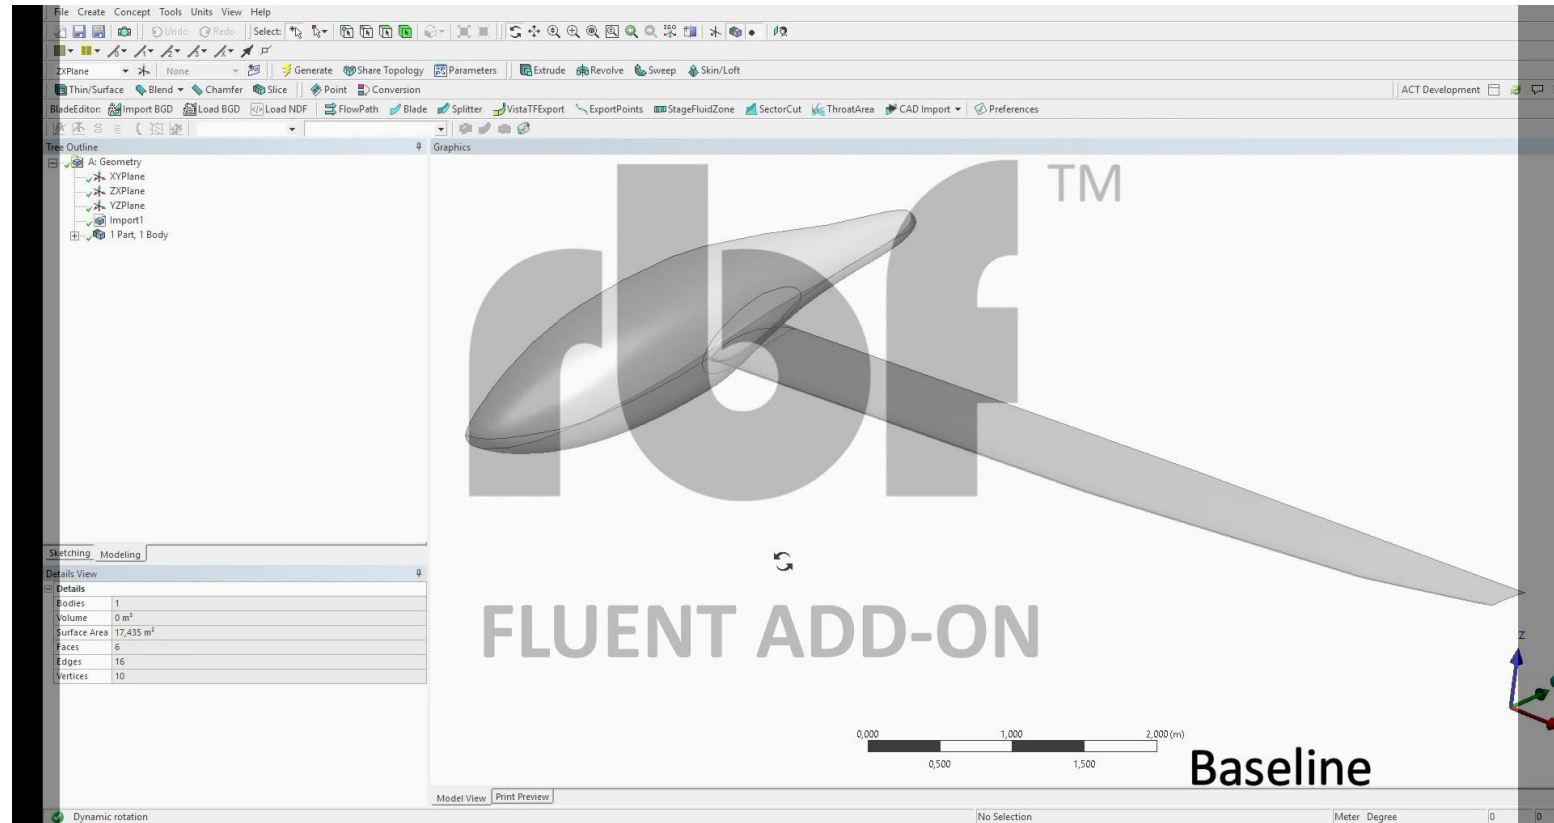 File Create Concept Tools Units View Help
Undo Redo Select:
ZXPlane None Generate Share Topology Parameters Extrude Revolve Sweep Skin/Loft
Thin/Surface Blend Chamfer Slice Point Conversion ACT Development
BladeEditor: Import BGD Load BGD Load NDF FlowPath Blade Splitter VistaTFExport ExportPoints StageFluidZone SectorCut ThroatArea CAD Import Preferences
Tree Outline Graphics
A: Geometry
XYPlane
ZXPlane
YZPlane
Import1
1 Part, 1 Body
rbf TM
FLUENT ADD-ON
Sketching Modeling
Details View
Details
Bodies 1
Volume 0 m³
Surface Area 17,435 m²
Faces 6
Edges 16
Vertices 10
Z
0,000 1,000 2,000 (m)
0,500 1,500
Baseline
Model View Print Preview
Dynamic rotation No Selection Meter Degree 0 0